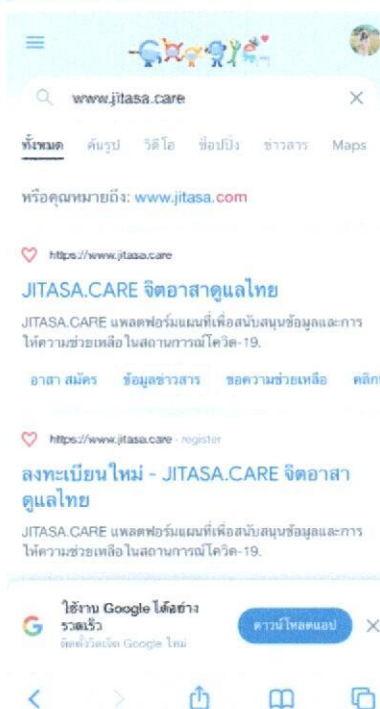 www.jitasa.care
ทั้งหมด ค้นรูป วิดีโอ ช็อปปิ้ง ข่าวสาร Maps
หรือคุณหมายถึง: www.jitasa.com
https://www.jitasa.care
JITASA.CARE จิตอาสาดูแลไทย
JITASA.CARE แพลตฟอร์มแผนที่เพื่อสนับสนุนข้อมูลและการ
ให้ความช่วยเหลือในสถานการณ์โควิด-19.
อาสา สมัคร ข้อมูลข่าวสาร ขอความช่วยเหลือ
https://www.jitasa.care › register
ลงทะเบียนใหม่ - JITASA.CARE จิตอาสา
ดูแลไทย
JITASA.CARE แพลตฟอร์มแผนที่เพื่อสนับสนุนข้อมูลและการ
ให้ความช่วยเหลือในสถานการณ์โควิด-19.
ใช้งาน Google ได้อย่าง
รวดเร็ว
ติดตั้งวิดเจ็ต Google ใหม่
ดาวน์โหลดแอป